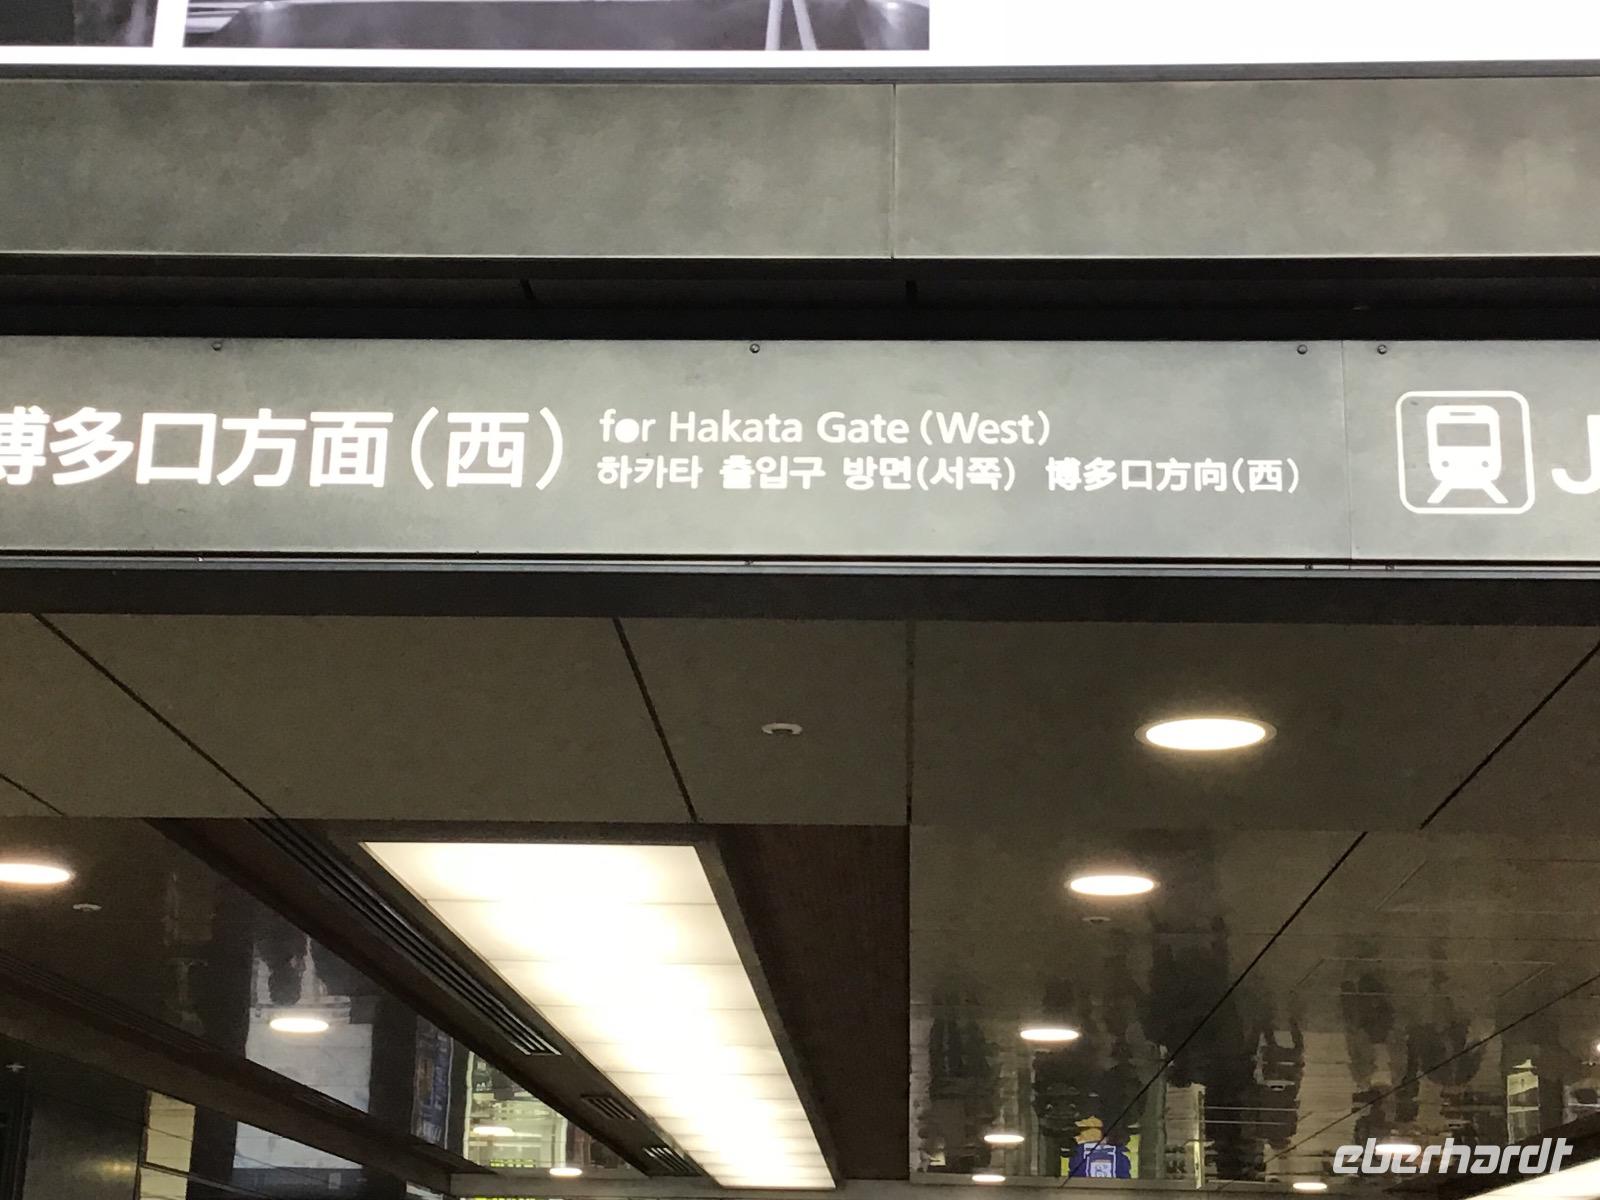 博多口方面(西)
for Hakata Gate (West)
하카타 출입구 방면(서쪽) 博多口方向(西)
J
eberhardt